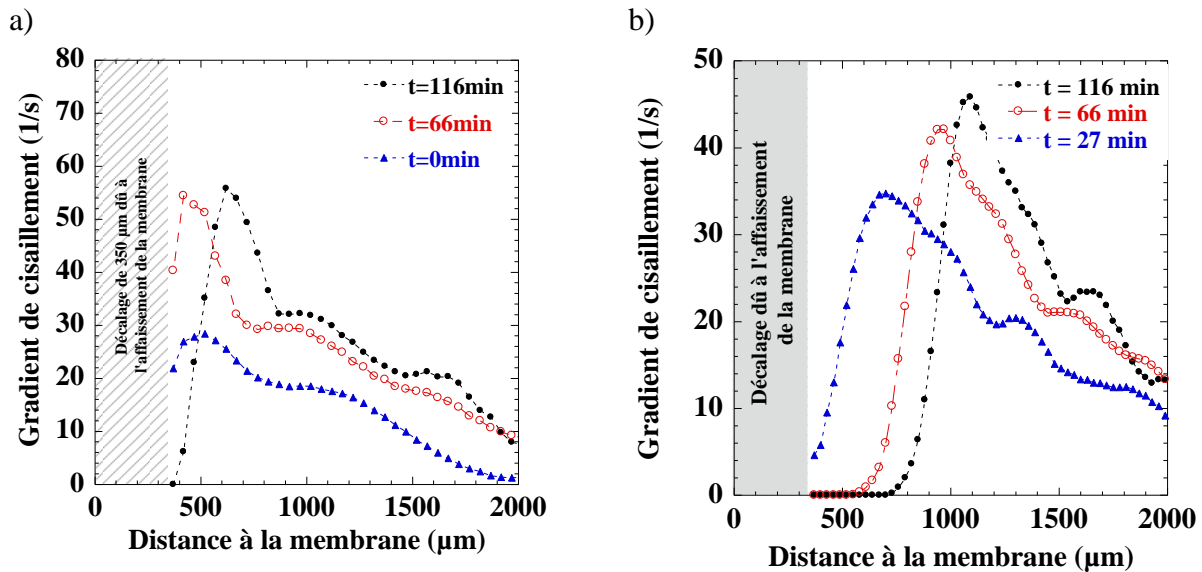 a)
80
70
60
50
40
30
20
10
0
Gradient de cisaillement (1/s)
Décalage de 350 µm dû à
l'affaissement de la membrane
t=116min
t=66min
t=0min
0
500
1000
1500
2000
Distance à la membrane (µm)
b)
50
40
30
20
10
0
Gradient de cisaillement (1/s)
Décalage dû à l'affaissement
de la membrane
t = 116 min
t = 66 min
t = 27 min
0
500
1000
1500
2000
Distance à la membrane (µm)